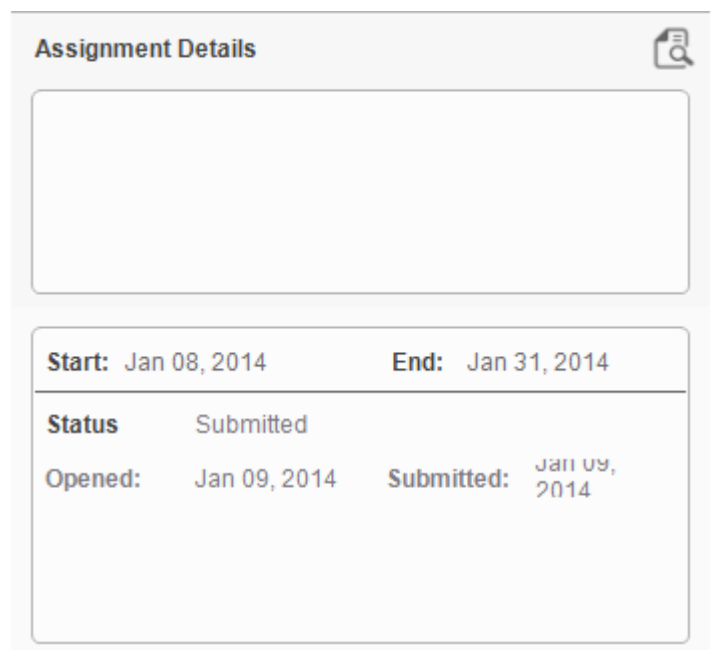 Assignment Details
Start: Jan 08, 2014 End: Jan 31, 2014
Status Submitted
Opened: Jan 09, 2014 Submitted: Jan 09,
2014